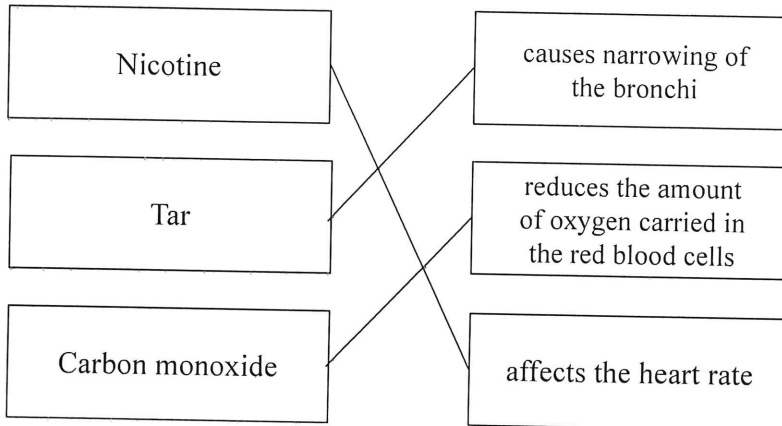 Nicotine
causes narrowing of
the bronchi
Tar
reduces the amount
of oxygen carried in
the red blood cells
Carbon monoxide
affects the heart rate